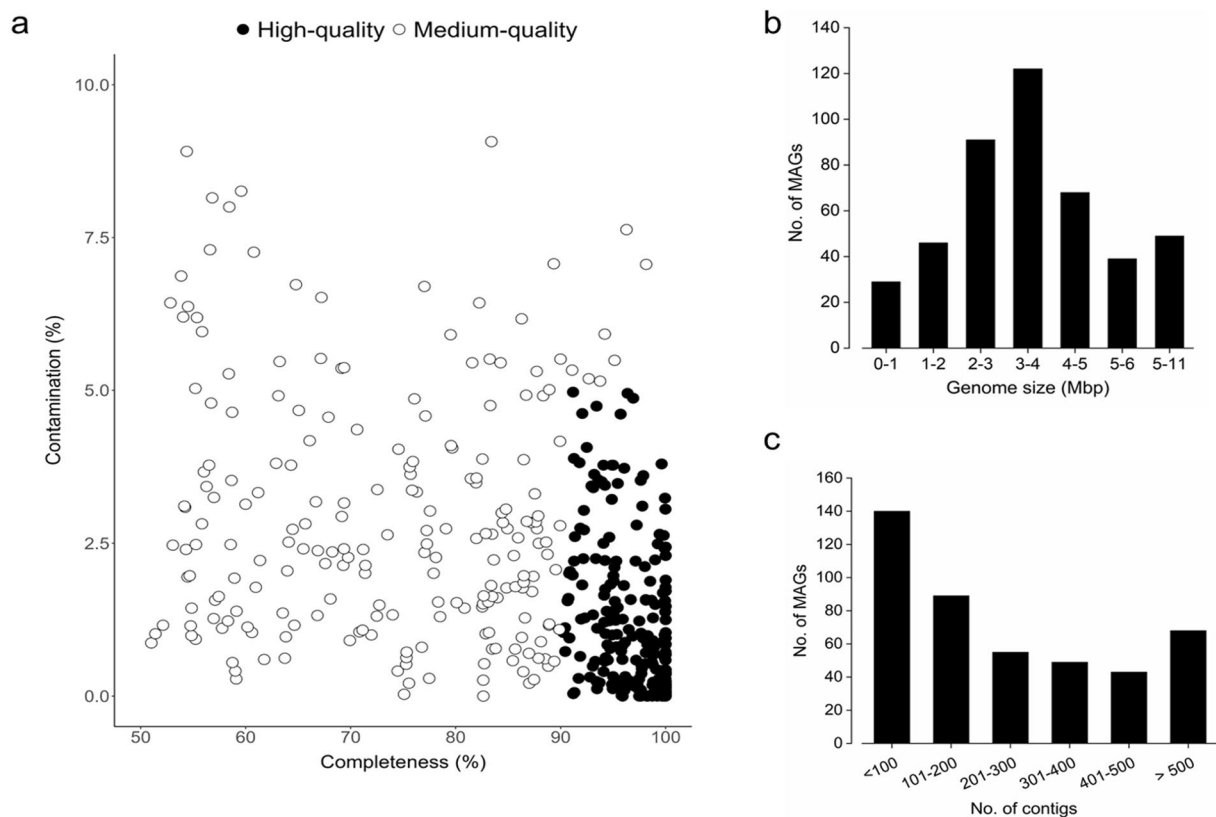 a
High-quality Medium-quality
Contamination (%)
10.0
7.5
5.0
2.5
0.0
50 60 70 80 90 100
Completeness (%)
b
No. of MAGs
140
120
100
80
60
40
20
0
0-1 1-2 2-3 3-4 4-5 5-6 5-11
Genome size (Mbp)
c
No. of MAGs
160
140
120
100
80
60
40
20
0
<100 101-200 201-300 301-400 401-500 > 500
No. of contigs